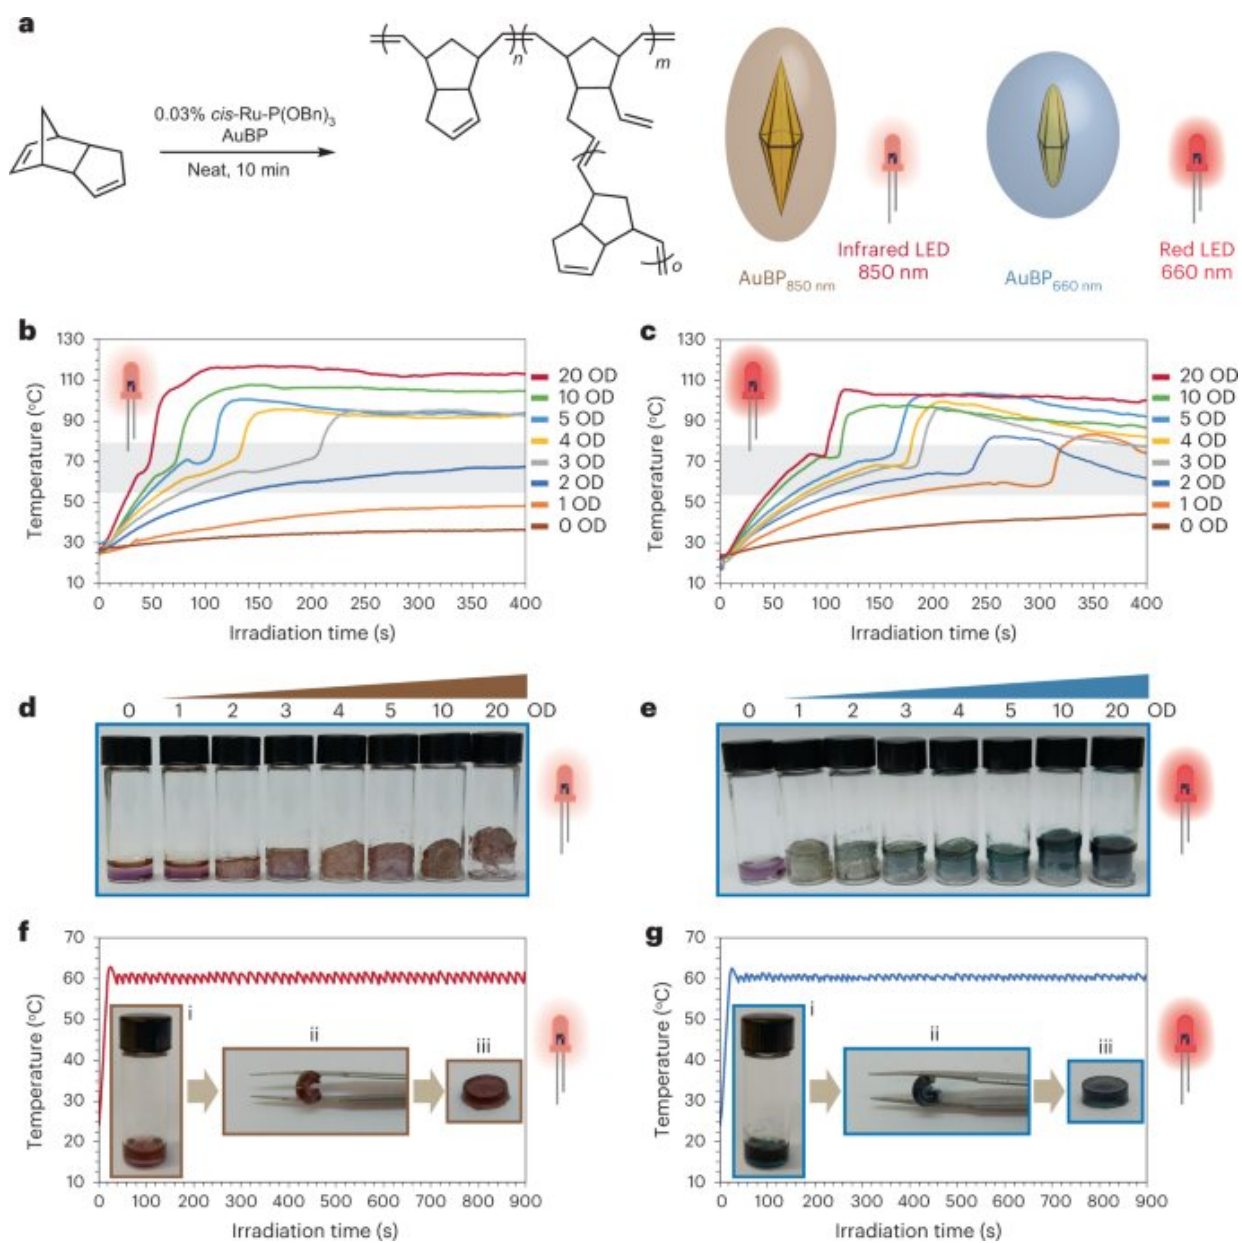 a
0.03% cis-Ru-P(OBn)3
AuBP
Neat, 10 min
n
m
o
AuBP850 nm
Infrared LED
850 nm
AuBP660 nm
Red LED
660 nm
b
Temperature (°C)
130
110
90
70
50
30
10
0 50 100 150 200 250 300 350 400
Irradiation time (s)
20 OD
10 OD
5 OD
4 OD
3 OD
2 OD
1 OD
0 OD
c
Temperature (°C)
130
110
90
70
50
30
10
0 50 100 150 200 250 300 350 400
Irradiation time (s)
20 OD
10 OD
5 OD
4 OD
3 OD
2 OD
1 OD
0 OD
d
0 1 2 3 4 5 10 20 OD
e
0 1 2 3 4 5 10 20 OD
f
Temperature (°C)
70
60
50
40
30
20
10
0 100 200 300 400 500 600 700 800 900
Irradiation time (s)
i
ii
iii
g
Temperature (°C)
70
60
50
40
30
20
10
0 100 200 300 400 500 600 700 800 900
Irradiation time (s)
i
ii
iii